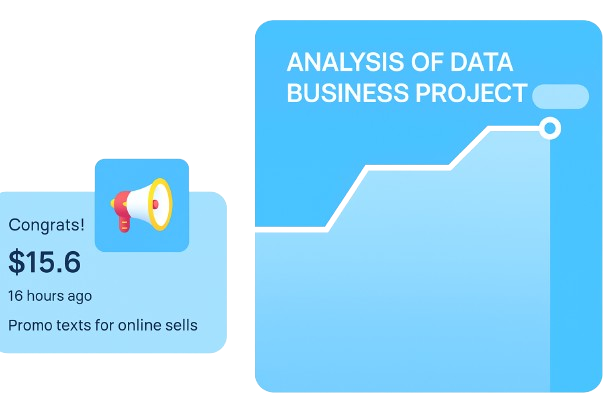 ANALYSIS OF DATA
BUSINESS PROJECT
Congrats!
$15.6
16 hours ago
Promo texts for online sells